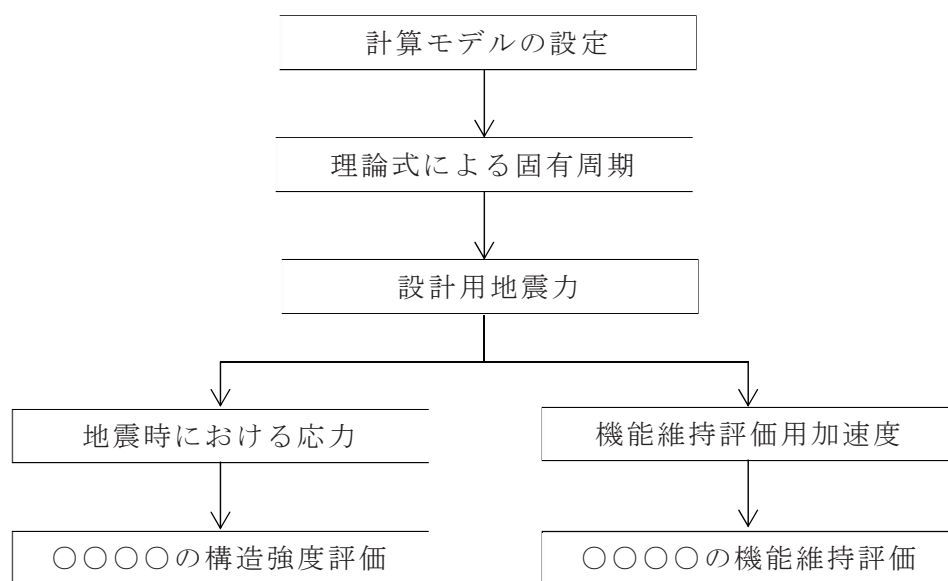 計算モデルの設定
理論式による固有周期
設計用地震力
地震時における応力
機能維持評価用加速度
○○○○の構造強度評価
○○○○の機能維持評価